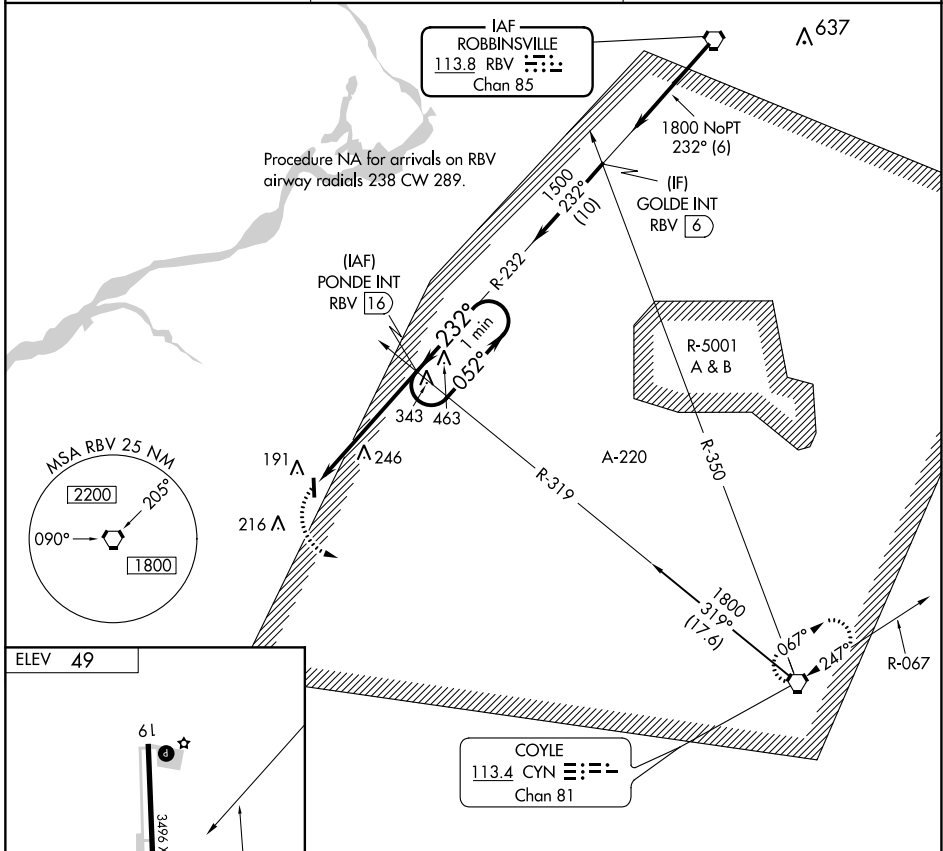 IAF
ROBBINSVILLE
113.8 RBV
Chan 85
637
1800 NoPT
232° (6)
Procedure NA for arrivals on RBV
airway radials 238 CW 289.
(IF)
GOLDE INT
RBV 6
1500
232°
(10)
R-232
(IAF)
PONDE INT
RBV 16
232°
1 min
052°
343
463
R-5001
A & B
191
246
A-220
R-350
R-319
216
MSA RBV 25 NM
2200
205°
090°
1800
1800
319°
(17.6)
067°
247°
R-067
COYLE
113.4 CYN
Chan 81
ELEV 49
19
P
3496 X